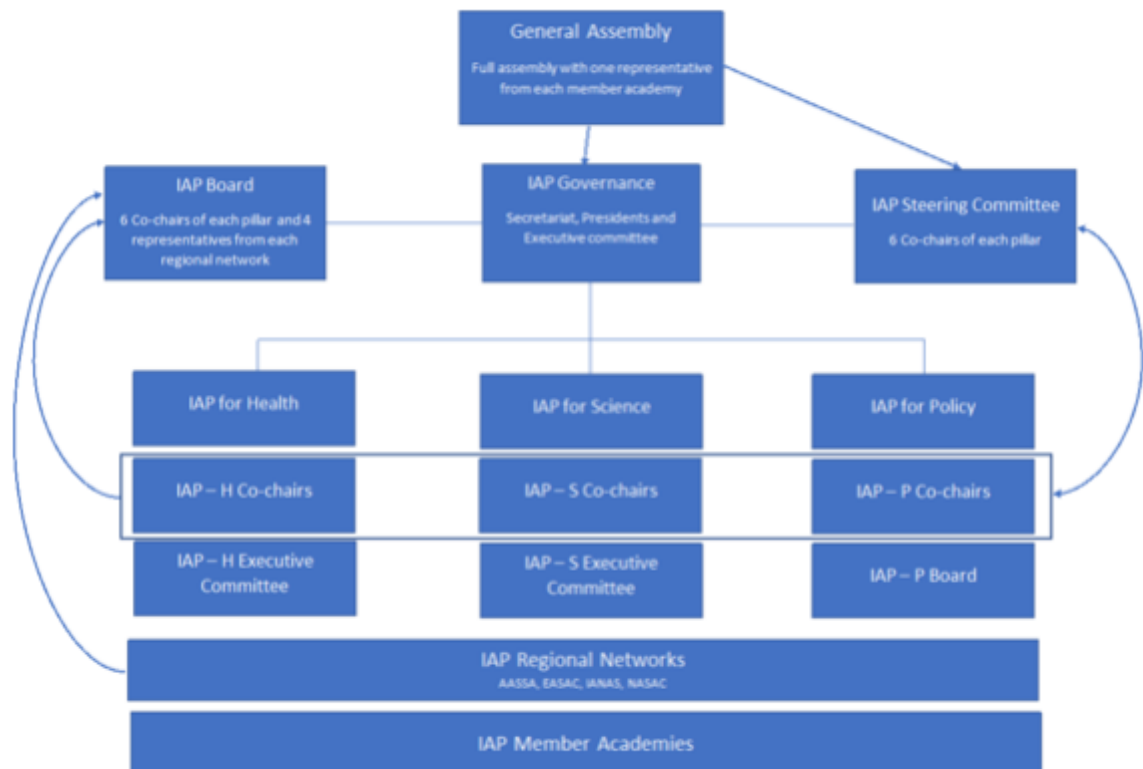 General Assembly
Full assembly with one representative
from each member academy
IAP Board
6 Co-chairs of each pillar and 4
representatives from each
regional network
IAP Governance
Secretariat, Presidents and
Executive committee
IAP Steering Committee
6 Co-chairs of each pillar
IAP for Health
IAP for Science
IAP for Policy
IAP – H Co-chairs
IAP – S Co-chairs
IAP – P Co-chairs
IAP – H Executive
Committee
IAP – S Executive
Committee
IAP – P Board
IAP Regional Networks
AASSA, EASAC, IANAS, NASAC
IAP Member Academies